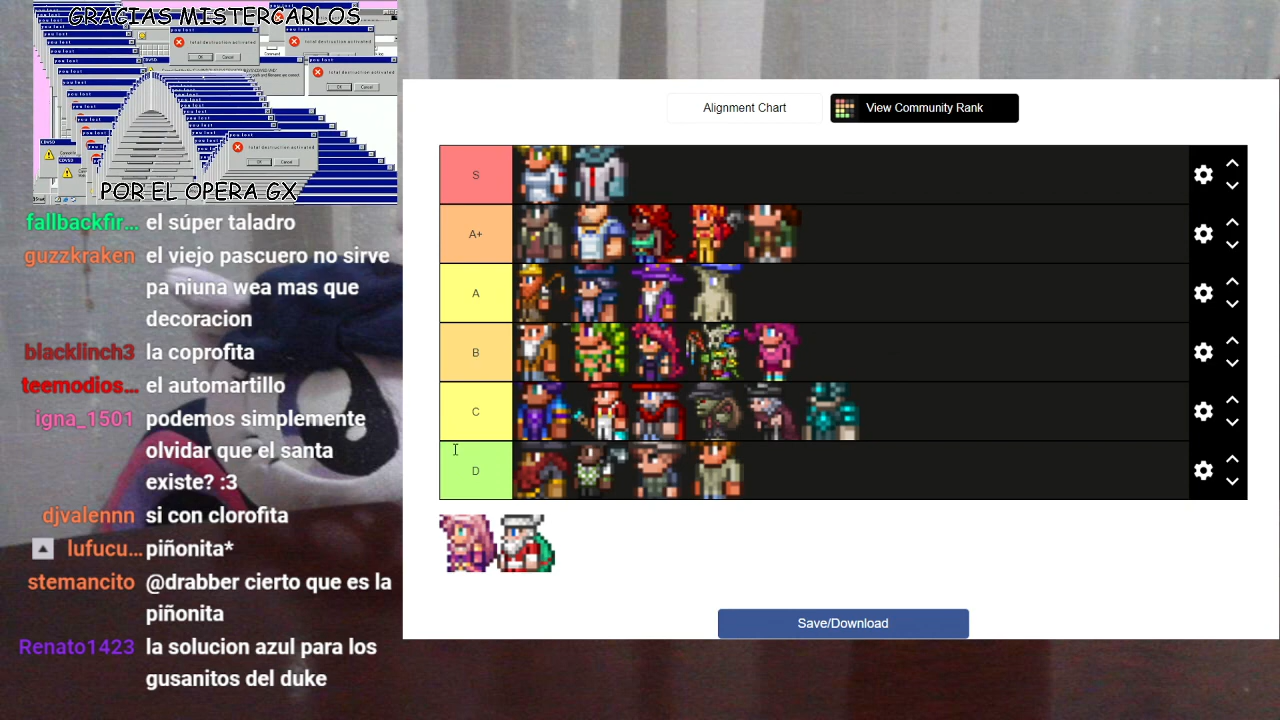 GRACIAS MISTERCARLOS
POR EL OPERA GX
fallbackfir... el súper taladro
guzzkraken el viejo pascuero no sirve
pa niuna wea mas que
decoracion
blacklinch3 la coprofita
teemodios... el automartillo
igna_1501 podemos simplemente
olvidar que el santa
existe? :3
djvalennn si con clorofita
lufucu... piñonita*
stemancito @drabber cierto que es la
piñonita
Renato1423 la solucion azul para los
gusanitos del duke
Alignment Chart
View Community Rank
S
A+
A
B
C
D
Save/Download